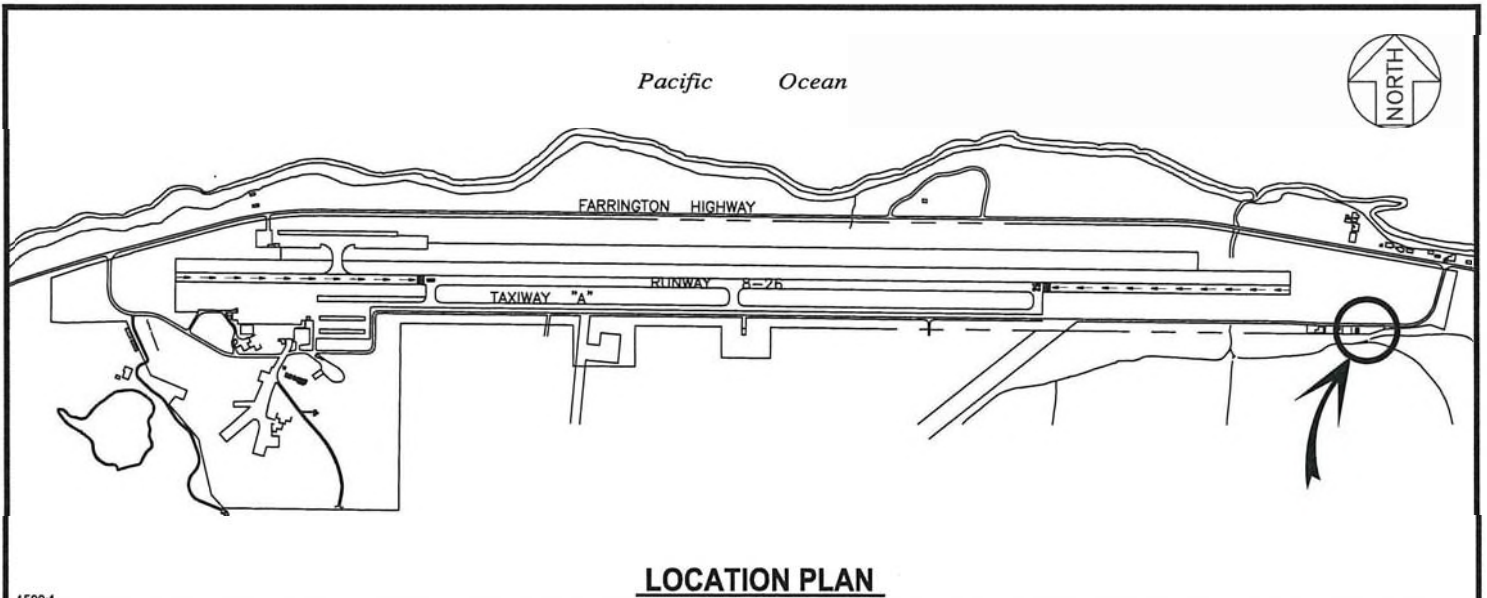 Pacific Ocean
NORTH
FARRINGTON HIGHWAY
RUNWAY 8-26
TAXIWAY "A"
LOCATION PLAN